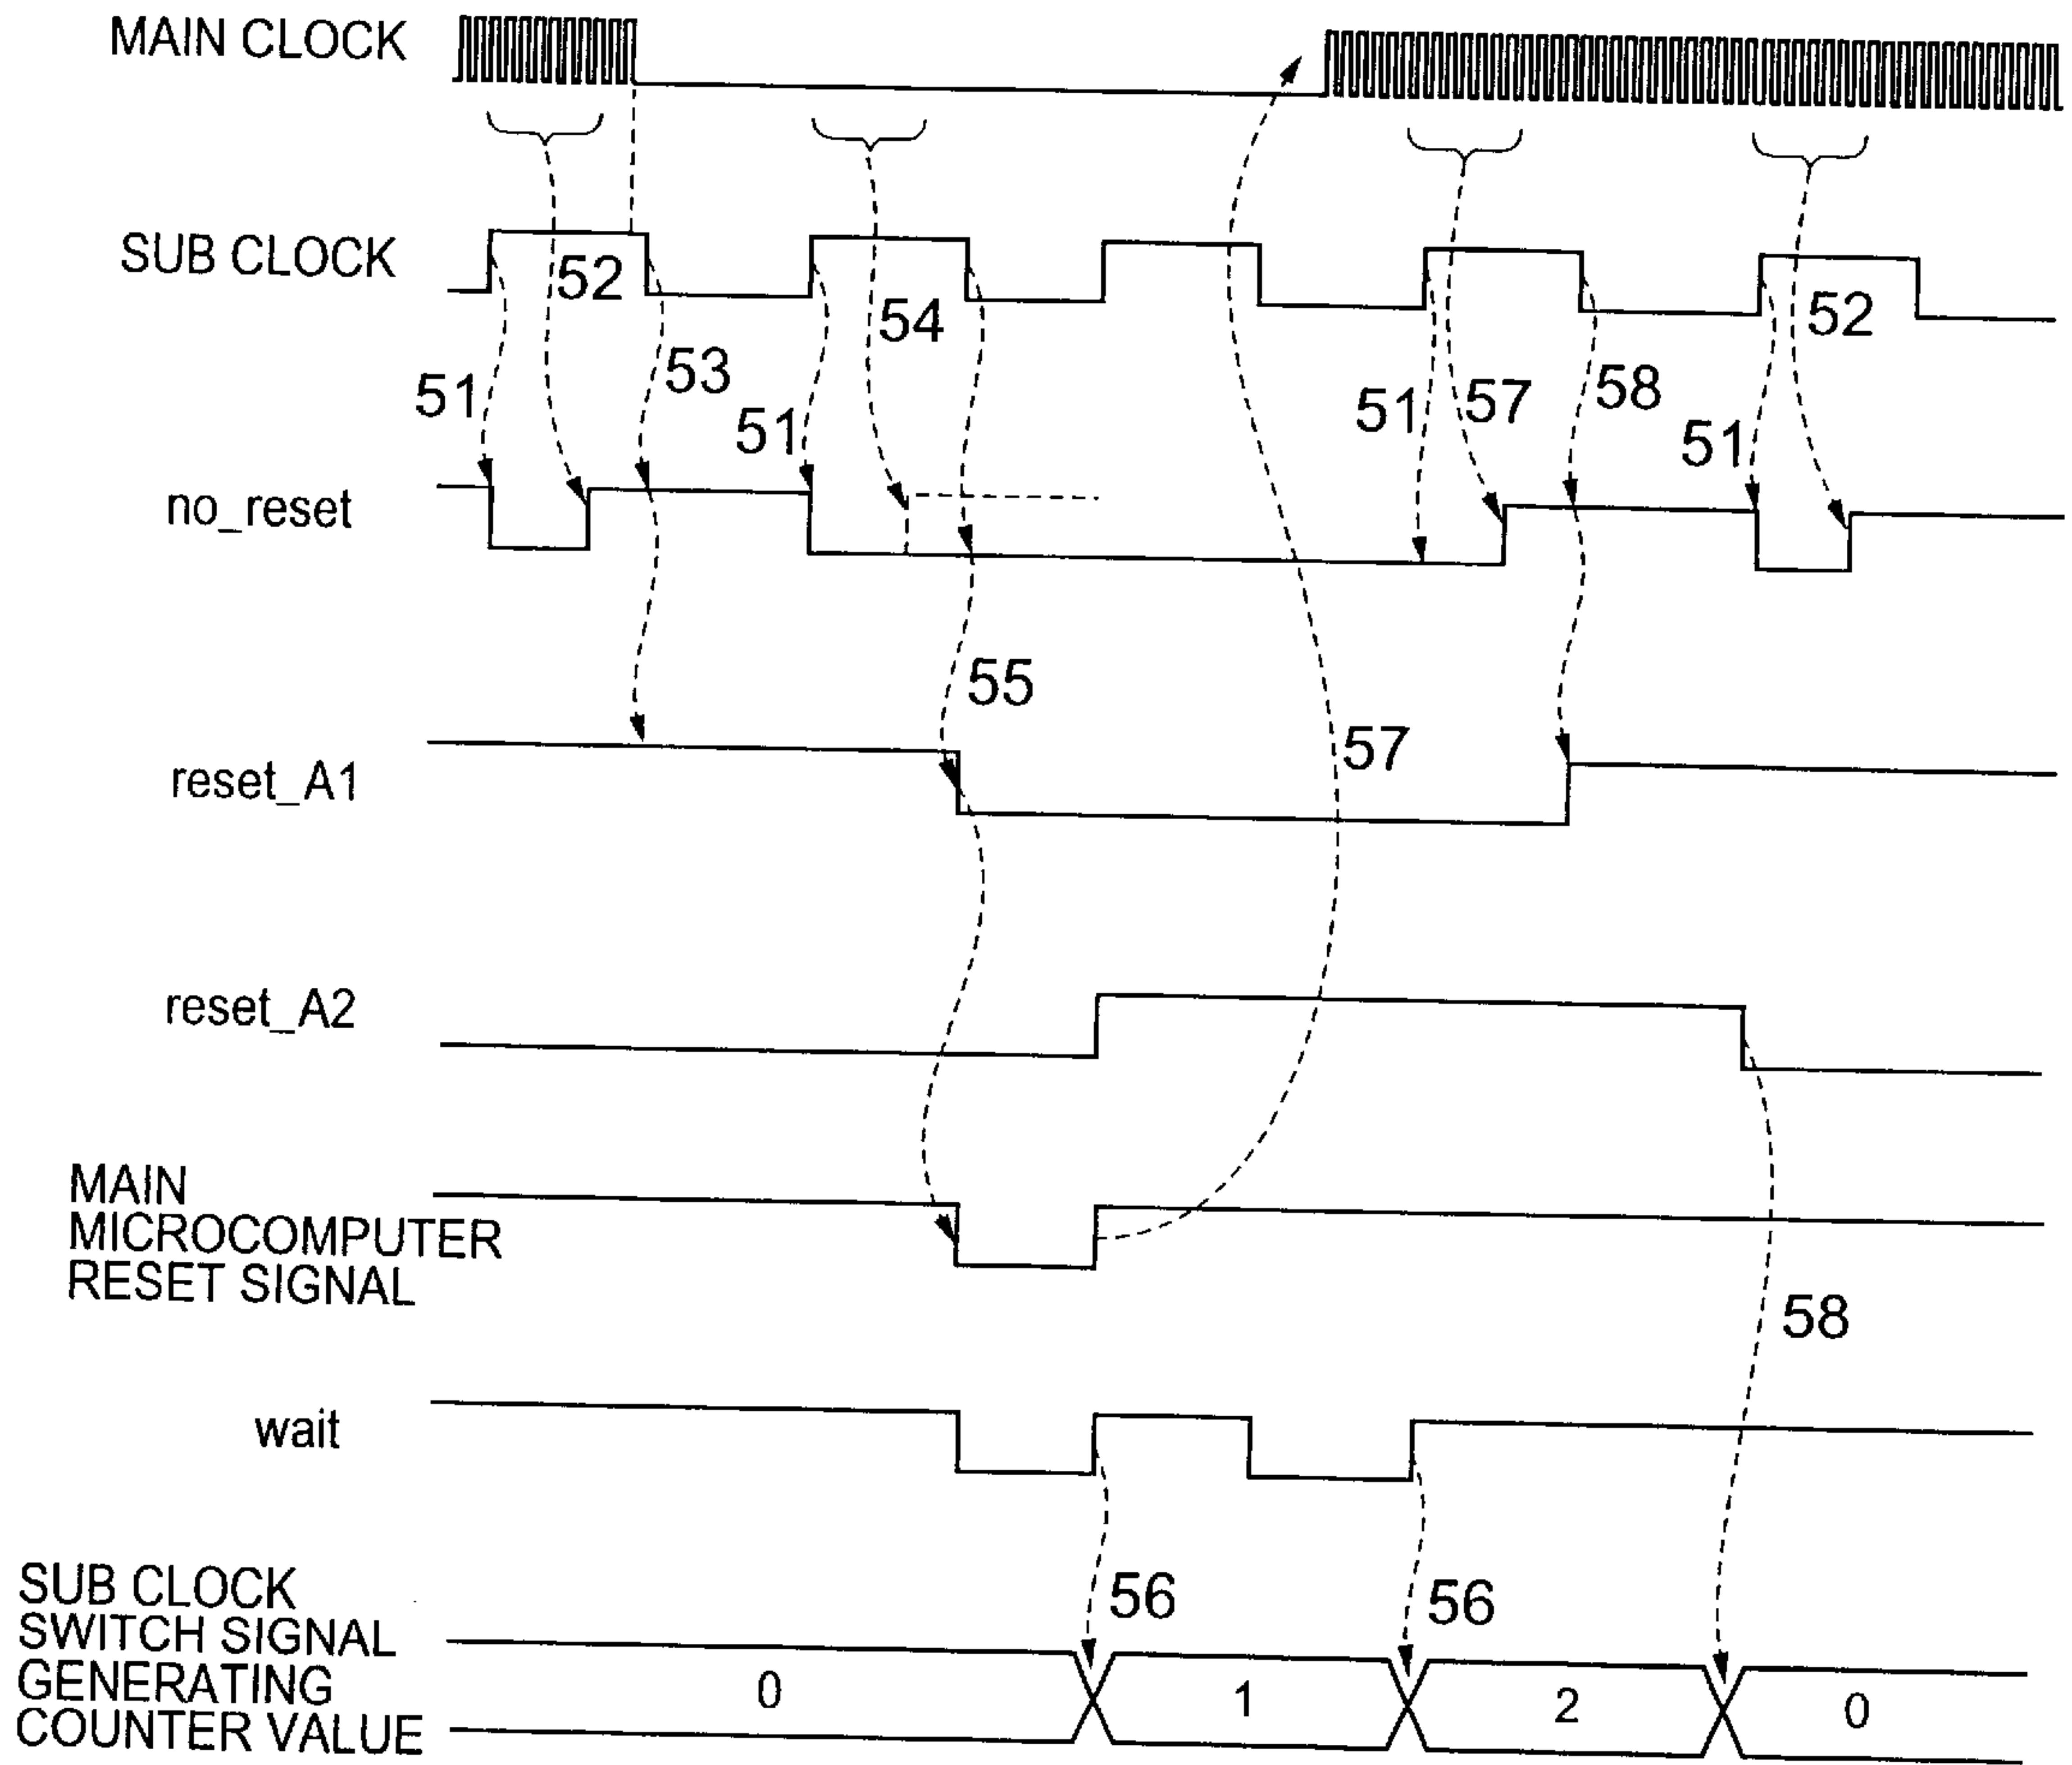 MAIN CLOCK
SUB CLOCK
52
54
52
51
53
51
51
57
58
51
no_reset
55
57
reset_A1
reset_A2
MAIN
MICROCOMPUTER
RESET SIGNAL
58
wait
56
56
SUB CLOCK
SWITCH SIGNAL
GENERATING
COUNTER VALUE
0
1
2
0